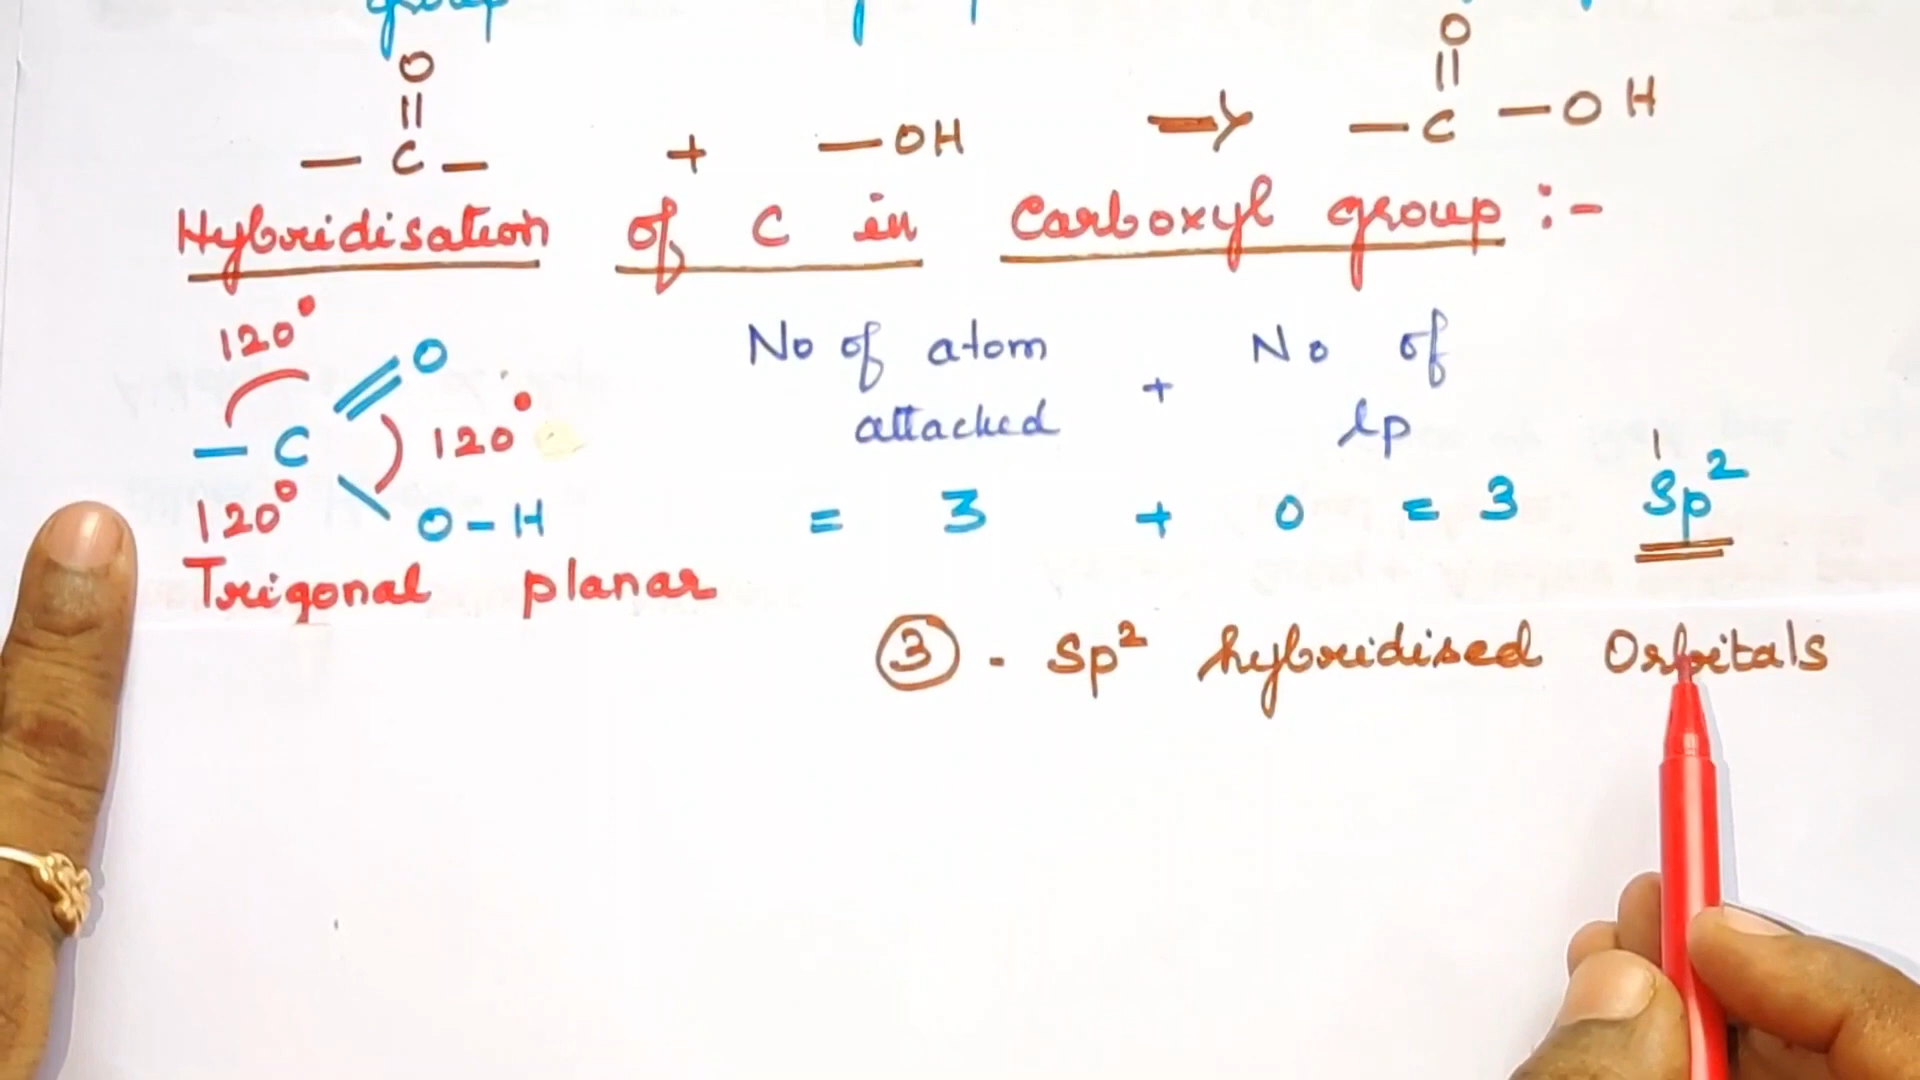 group
O
||
— C — + — OH → — C — OH
O
||
Hybridisation of C in Carboxyl group :-
120°
O
— C 120°
120° O - H
Trigonal planar
No of atom attached + No of lp
= 3 + 0 = 3 Sp²
③ - Sp² hybridised Orbitals